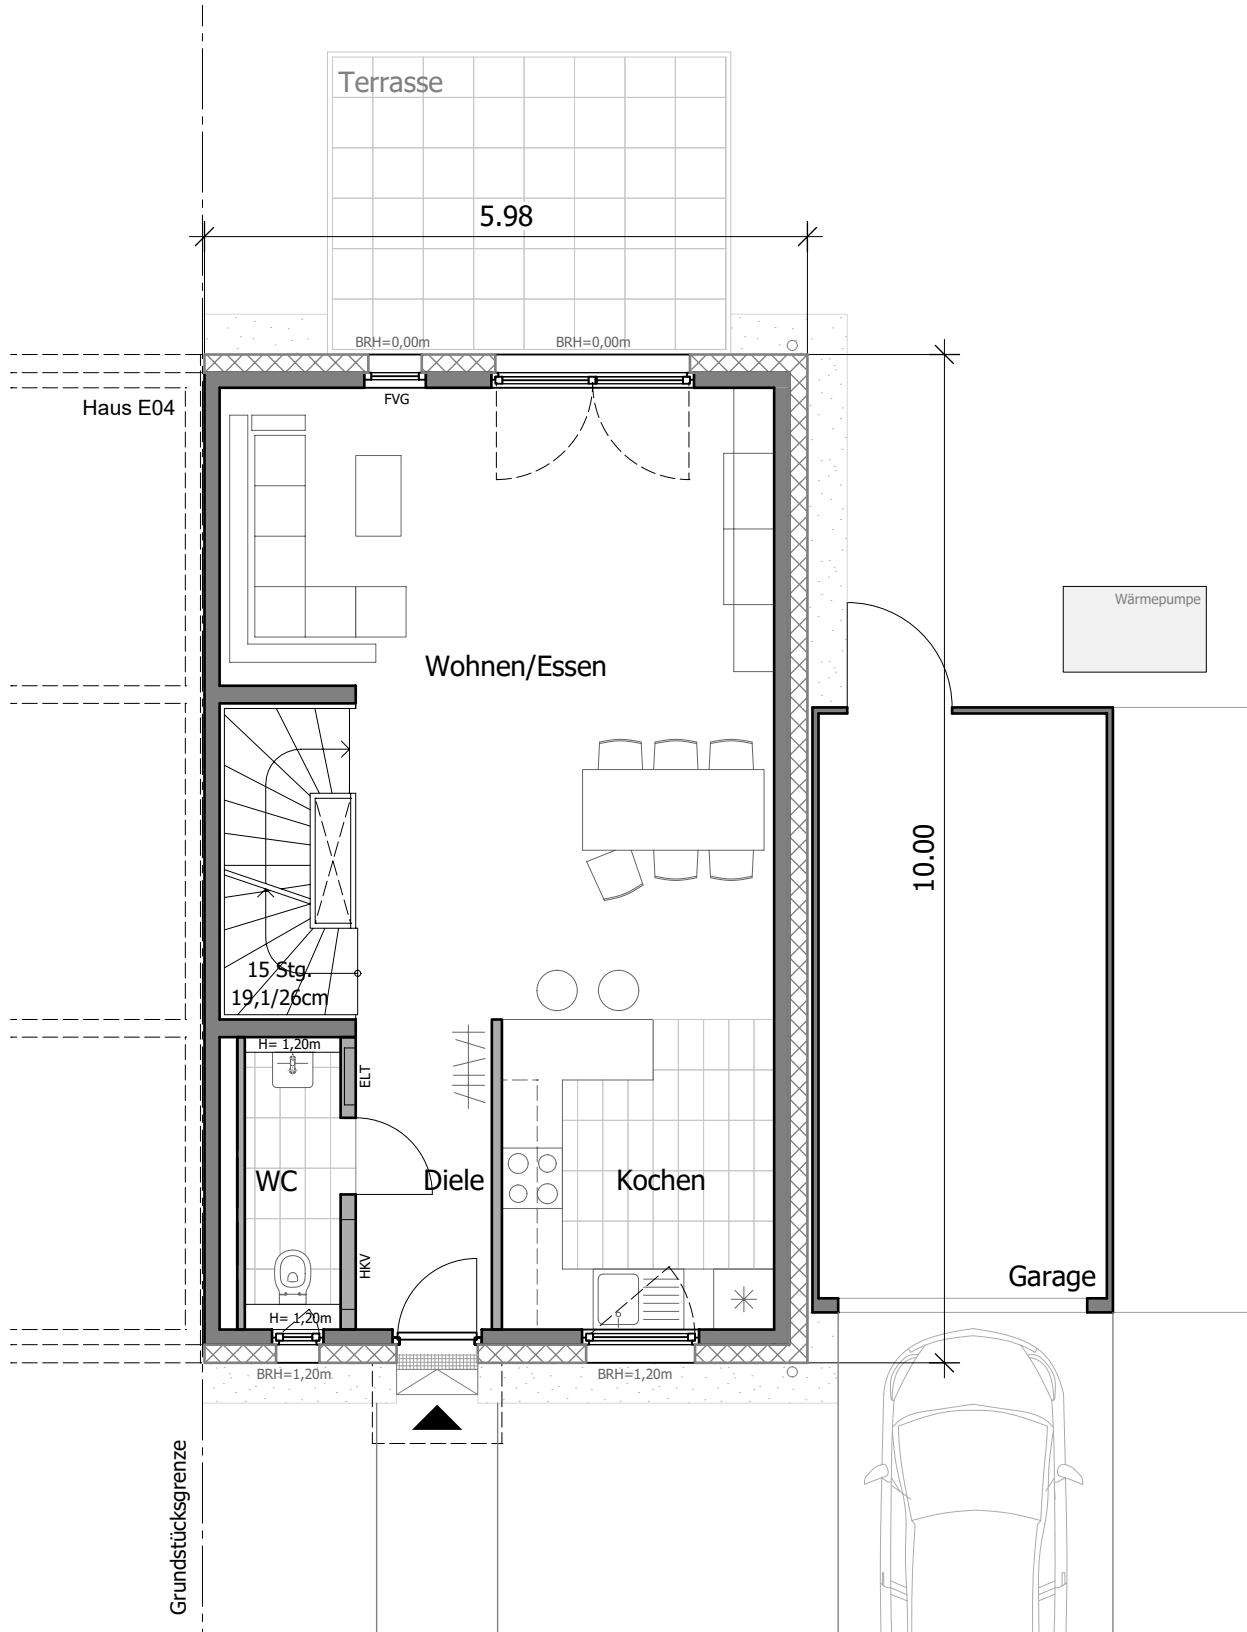 Terrasse
5.98
BRH=0,00m
BRH=0,00m
Haus E04
FVG
Wärmepumpe
Wohnen/Essen
10.00
15 Stg.
19,1/26cm
H= 1,20m
ELT
WC
Diele
Kochen
HKV
Garage
H= 1,20m
BRH=1,20m
BRH=1,20m
Grundstücksgrenze